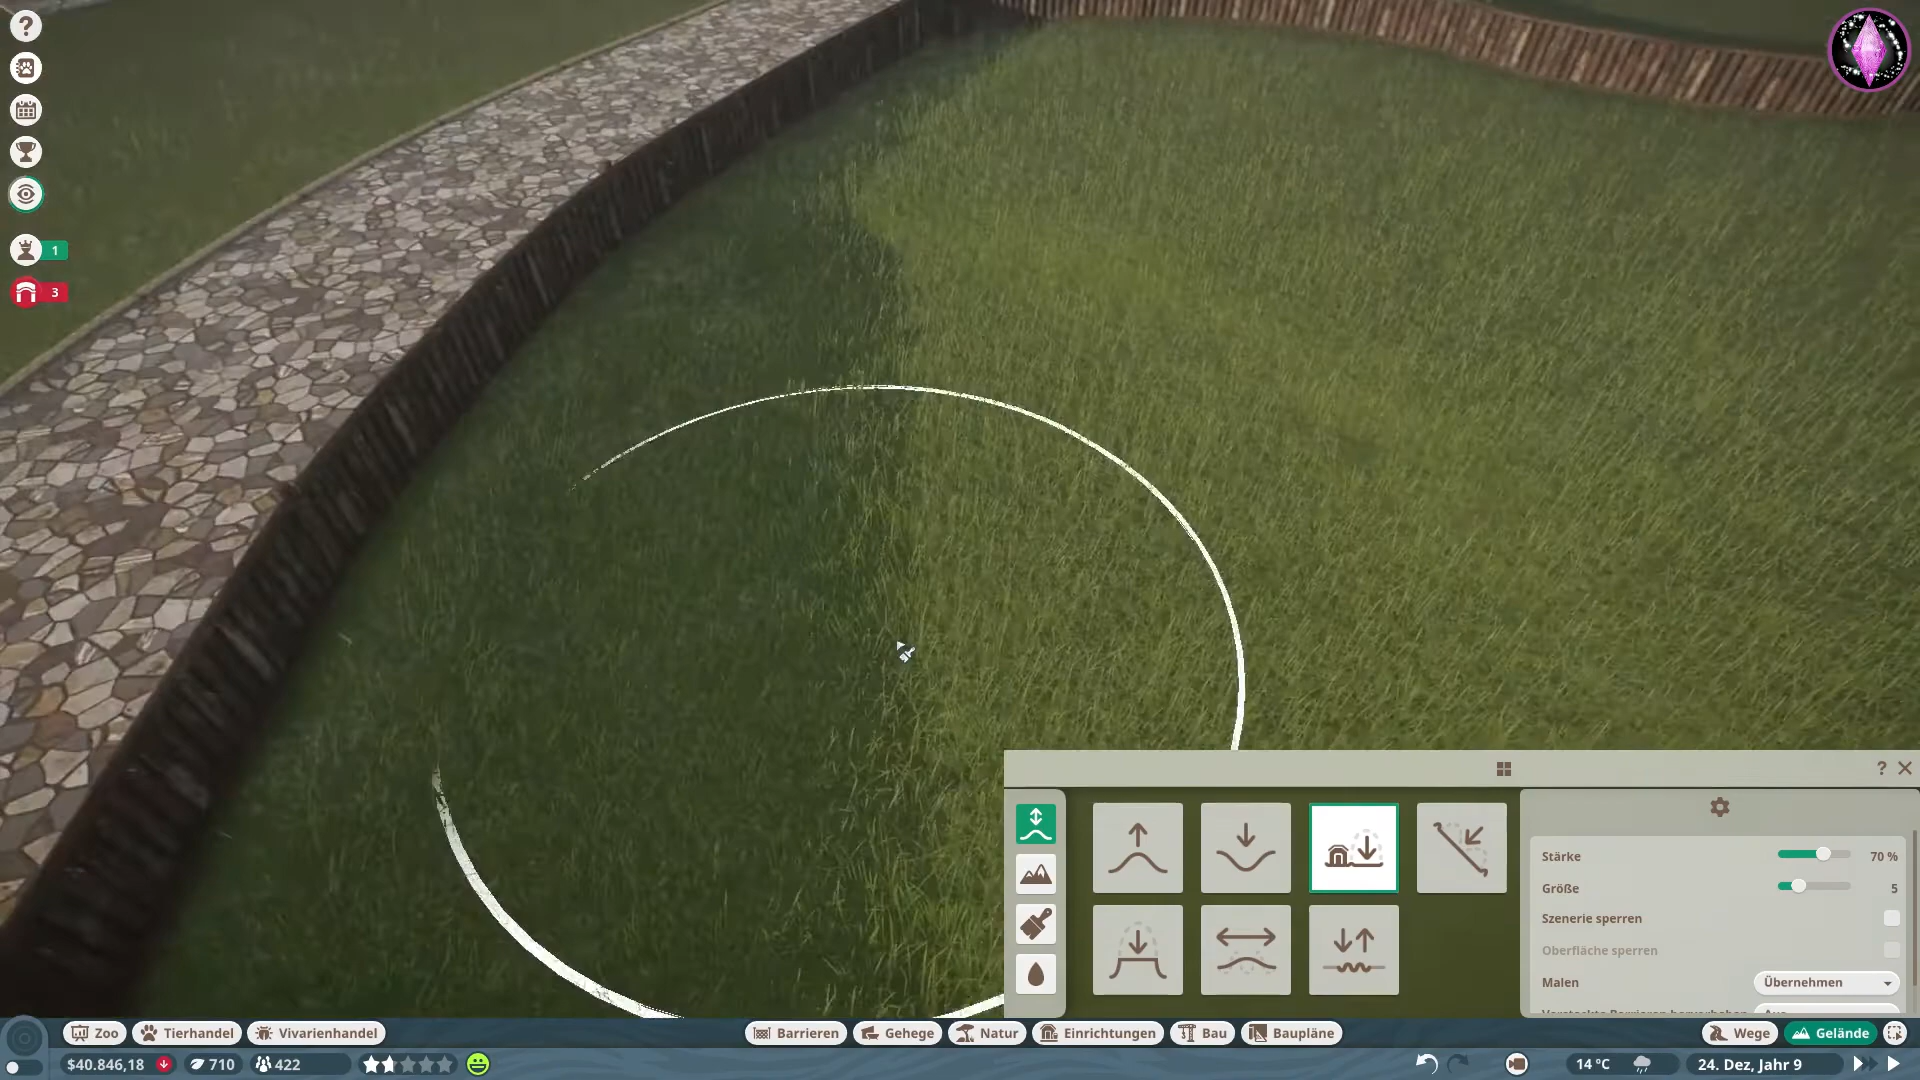 1
3
?
Stärke
70 %
Größe
5
Szenerie sperren
Oberfläche sperren
Malen
Übernehmen
Zoo
Tierhandel
Vivarienhandel
Barrieren
Gehege
Natur
Einrichtungen
Bau
Baupläne
Wege
Gelände
$40.846,18
710
422
14 °C
24. Dez, Jahr 9